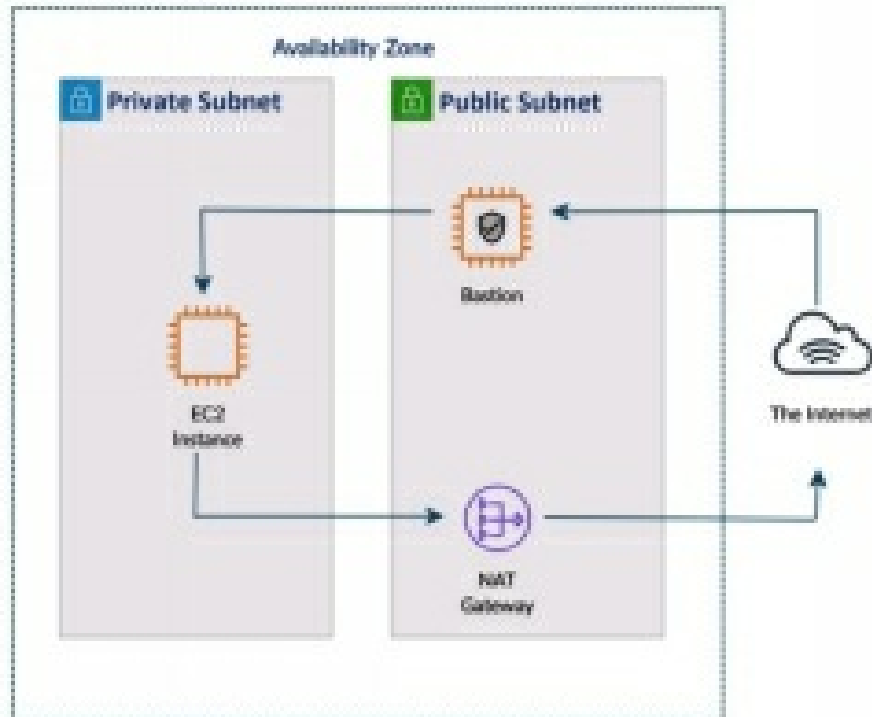 Availability Zone
Private Subnet
Public Subnet
Bastion
EC2
Instance
The Internet
NAT
Gateway